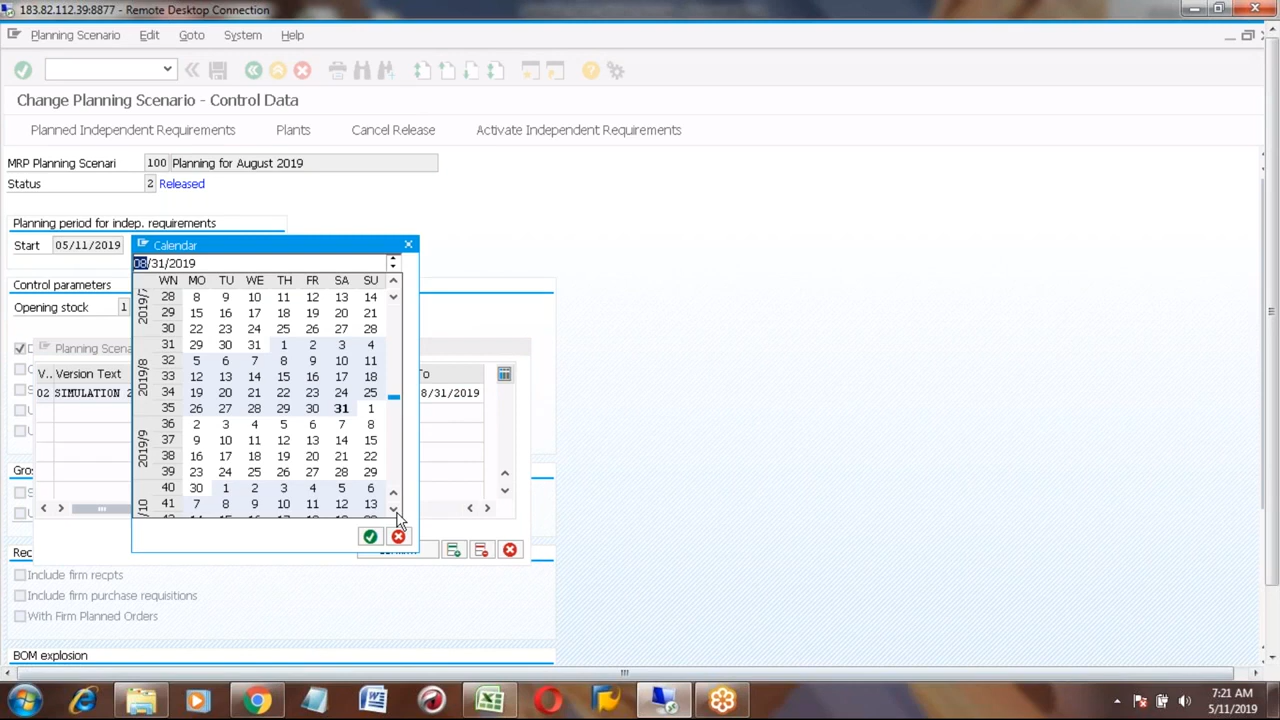 183.82.112.39:8877 - Remote Desktop Connection
Planning Scenario Edit Goto System Help
Change Planning Scenario - Control Data
Planned Independent Requirements Plants Cancel Release Activate Independent Requirements
MRP Planning Scenari 100 Planning for August 2019
Status 2 Released
Planning period for indep. requirements
Start 05/11/2019
Calendar
08/31/2019
Control parameters
Opening stock 1
WN MO TU WE TH FR SA SU
2019/7
28 8 9 10 11 12 13 14
29 15 16 17 18 19 20 21
30 22 23 24 25 26 27 28
31 29 30 31 1 2 3 4
2019/8
32 5 6 7 8 9 10 11
33 12 13 14 15 16 17 18
34 19 20 21 22 23 24 25
35 26 27 28 29 30 31 1
2019/9
36 2 3 4 5 6 7 8
37 9 10 11 12 13 14 15
38 16 17 18 19 20 21 22
39 23 24 25 26 27 28 29
40 30 1 2 3 4 5 6
/10
41 7 8 9 10 11 12 13
Planning Scena
V.. Version Text To
02 SIMULATION 2 8/31/2019
Gro
Rec
Include firm recpts
Include firm purchase requisitions
With Firm Planned Orders
BOM explosion
7:21 AM
5/11/2019